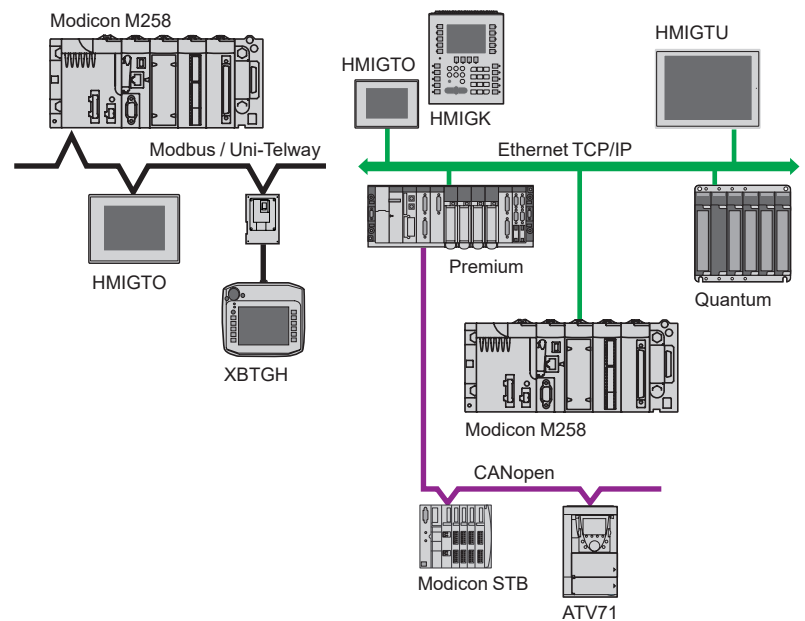 Modicon M258
Modbus / Uni-Telway
HMIGTO
XBTGH
HMIGTO
HMIGK
HMIGTU
Ethernet TCP/IP
Premium
Quantum
Modicon M258
CANopen
Modicon STB
ATV71